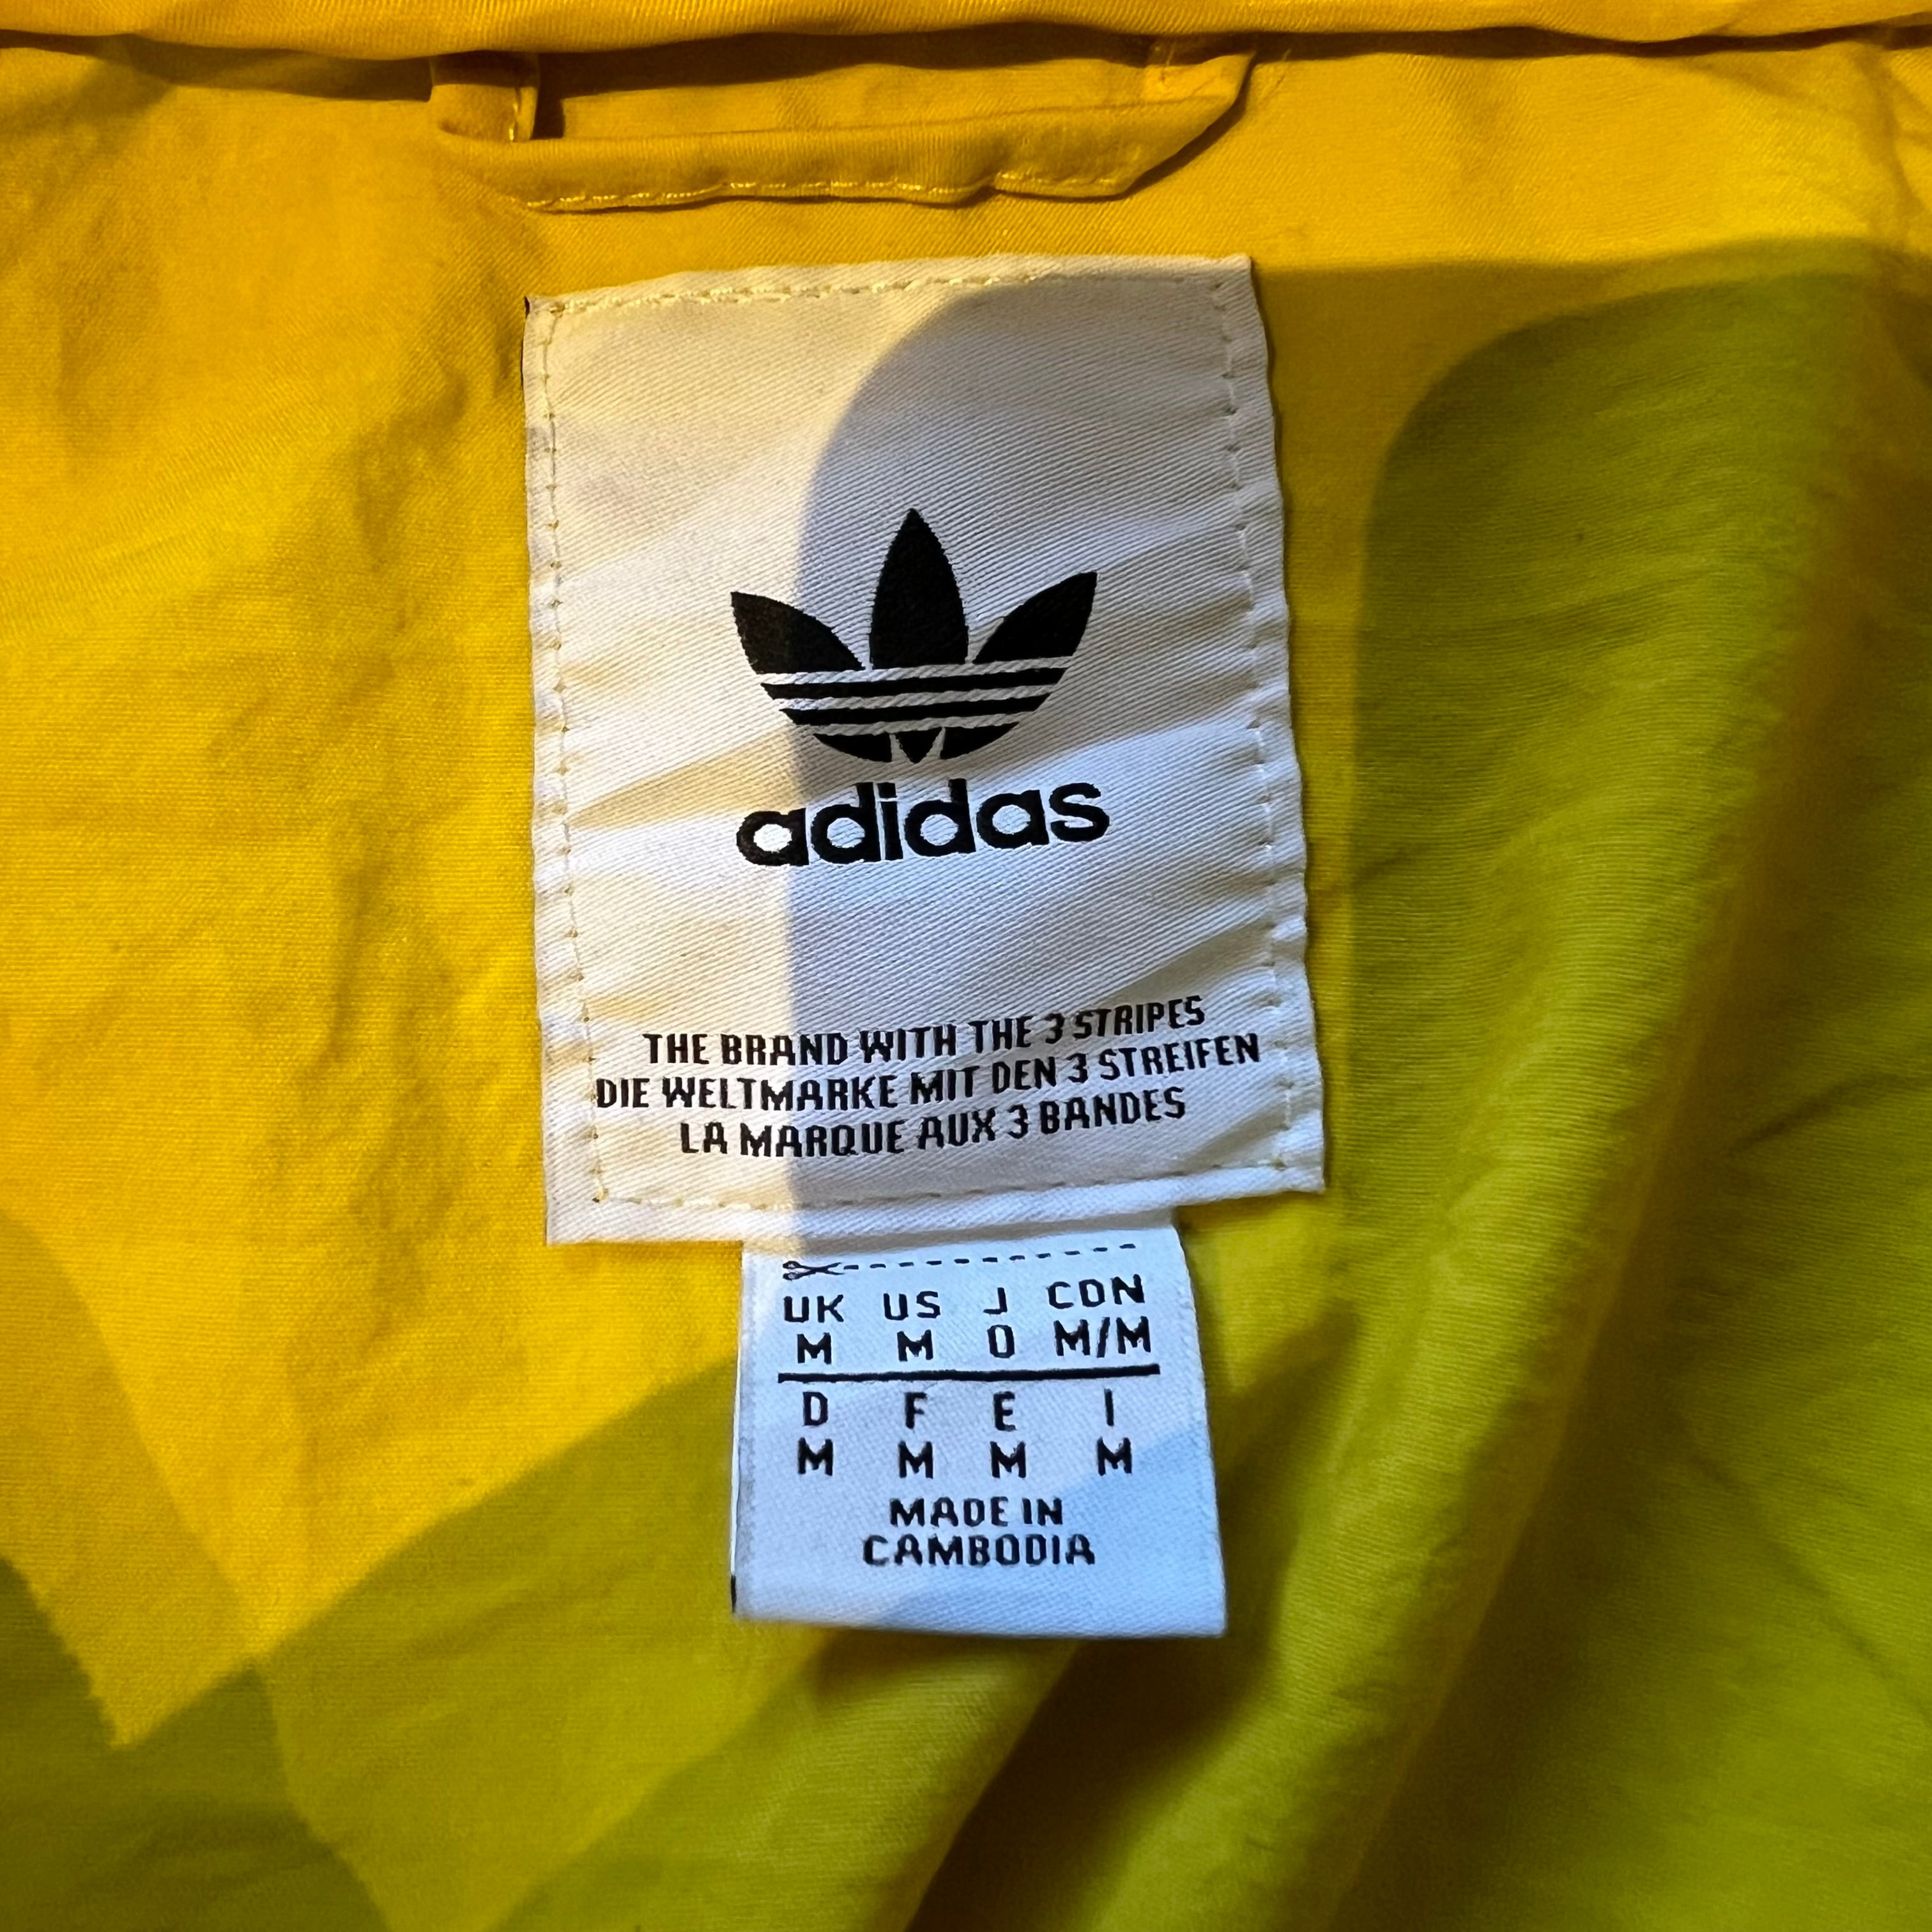 adidas
THE BRAND WITH THE 3 STRIPES
DIE WELTMARKE MIT DEN 3 STREIFEN
LA MARQUE AUX 3 BANDES
UK US J CDN
M M O M/M
D F E I
M M M M
MADE IN
CAMBODIA